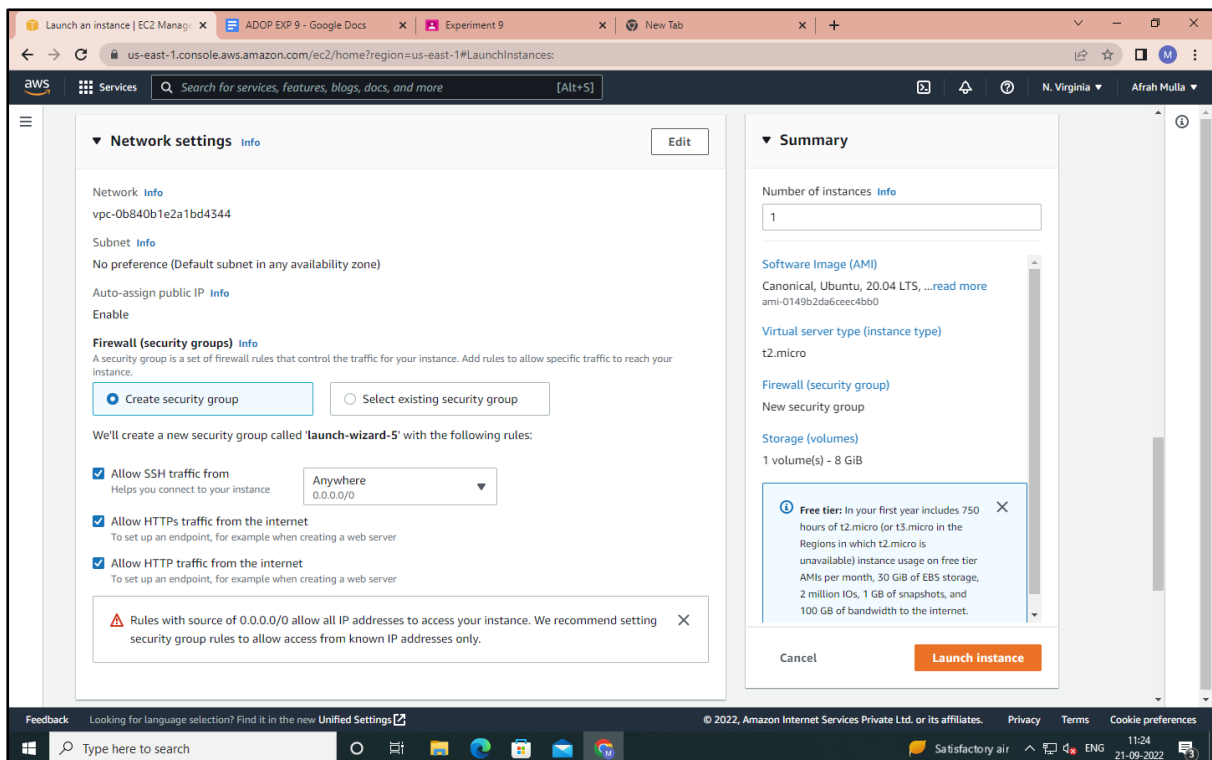 Launch an instance | EC2 Manage
ADOP EXP 9 - Google Docs
Experiment 9
New Tab
us-east-1.console.aws.amazon.com/ec2/home?region=us-east-1#LaunchInstances:
M
aws
Services
Search for services, features, blogs, docs, and more
[Alt+S]
N. Virginia
Afrah Mulla
Network settings Info
Edit
Network Info
vpc-0b840b1e2a1bd4344
Subnet Info
No preference (Default subnet in any availability zone)
Auto-assign public IP Info
Enable
Firewall (security groups) Info
A security group is a set of firewall rules that control the traffic for your instance. Add rules to allow specific traffic to reach your
instance.
Create security group
Select existing security group
We'll create a new security group called 'launch-wizard-5' with the following rules:
Allow SSH traffic from
Helps you connect to your instance
Anywhere
0.0.0.0/0
Allow HTTPs traffic from the internet
To set up an endpoint, for example when creating a web server
Allow HTTP traffic from the internet
To set up an endpoint, for example when creating a web server
Rules with source of 0.0.0.0/0 allow all IP addresses to access your instance. We recommend setting
security group rules to allow access from known IP addresses only.
Summary
Number of instances Info
1
Software Image (AMI)
Canonical, Ubuntu, 20.04 LTS, ...read more
ami-0149b2da6ceec4bb0
Virtual server type (instance type)
t2.micro
Firewall (security group)
New security group
Storage (volumes)
1 volume(s) - 8 GiB
Free tier: In your first year includes 750
hours of t2.micro (or t3.micro in the
Regions in which t2.micro is
unavailable) instance usage on free tier
AMIs per month, 30 GiB of EBS storage,
2 million IOs, 1 GB of snapshots, and
100 GB of bandwidth to the internet.
Cancel
Launch instance
Feedback
Looking for language selection? Find it in the new Unified Settings
© 2022, Amazon Internet Services Private Ltd. or its affiliates.
Privacy
Terms
Cookie preferences
Type here to search
Satisfactory air
ENG
11:24
21-09-2022
3